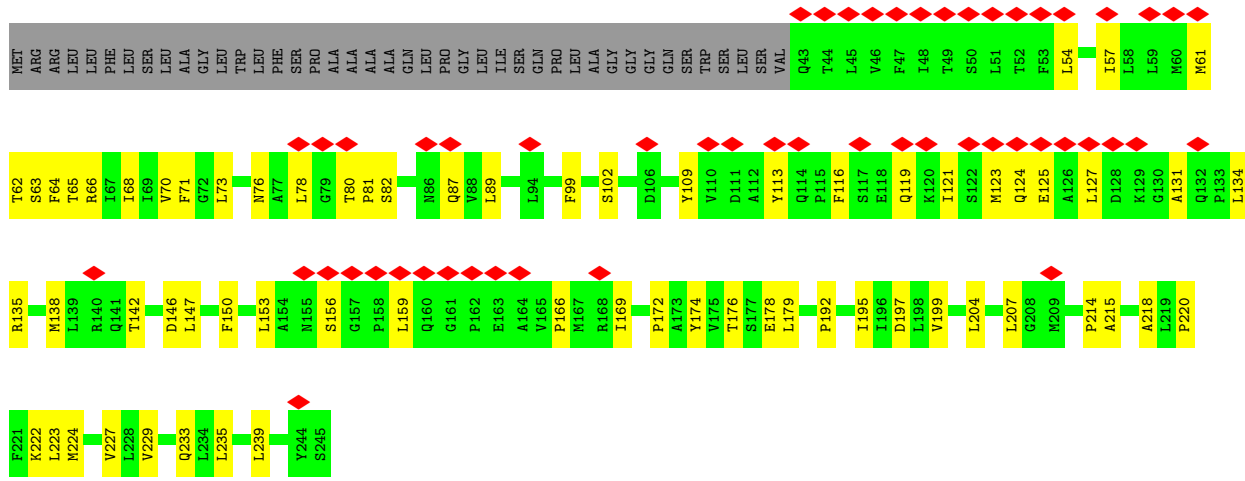 MET ARG ARG LEU LEU PHE LEU SER LEU ALA GLY LEU TRP LEU PHE SER PRO ALA ALA ALA ALA GLN LEU PRO GLY LEU ILE SER GLN PRO LEU ALA GLY GLY GLY GLN SER TRP SER LEU SER VAL Q43 T44 L45 V46 F47 I48 T49 S50 L51 T52 F53 L54 I57 L58 L59 M60 M61
T62 S63 F64 T65 R66 I67 I68 I69 V70 F71 G72 L73 N76 A77 L78 G79 T80 P81 S82 N86 Q87 V88 L89 L94 F99 S102 D106 Y109 V110 D111 A112 Y113 Q114 P115 F116 S117 E118 Q119 K120 I121 S122 M123 Q124 E125 A126 L127 D128 K129 G130 A131 Q132 P133 L134
R135 M138 L139 R140 Q141 T142 D146 L147 F150 L153 A154 N155 S156 G157 P158 L159 Q160 G161 P162 E163 A164 V165 P166 M167 R168 I169 P172 A173 Y174 V175 T176 S177 E178 L179 P192 I195 I196 D197 L198 V199 L204 L207 G208 M209 P214 A215 A218 L219 P220
F221 K222 L223 M224 V227 L228 V229 Q233 L234 L235 L239 Y244 S245